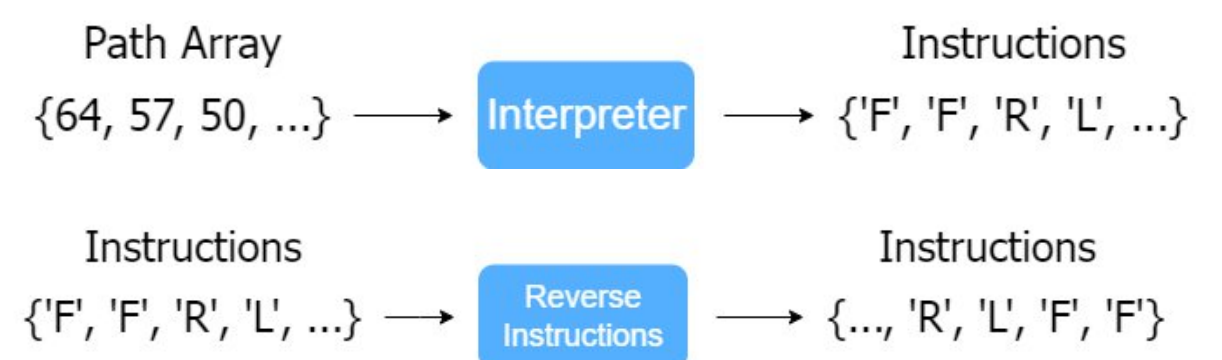 Path Array
Instructions
{64, 57, 50, ...}
Interpreter
{'F', 'F', 'R', 'L', ...}
Instructions
Instructions
{'F', 'F', 'R', 'L', ...}
Reverse
Instructions
{..., 'R', 'L', 'F', 'F'}